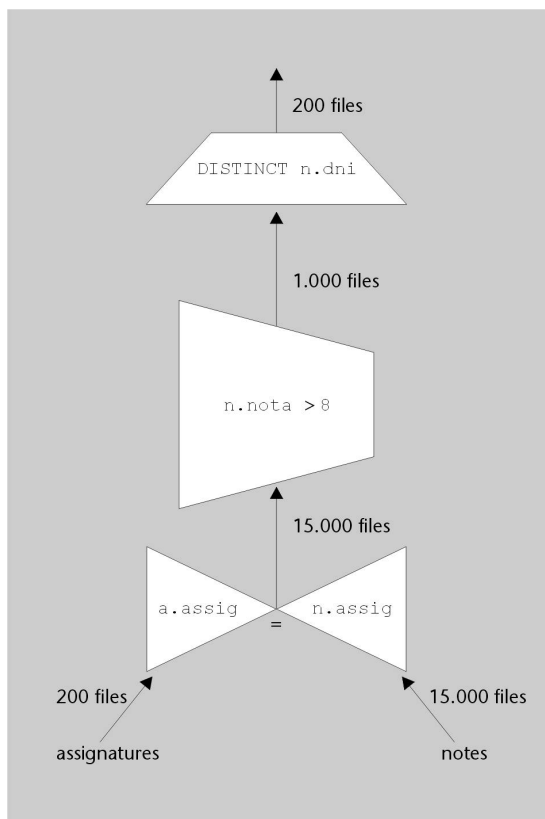 200 files
DISTINCT n.dni
1.000 files
n.nota > 8
15.000 files
a.assig = n.assig
200 files
15.000 files
assignatures
notes